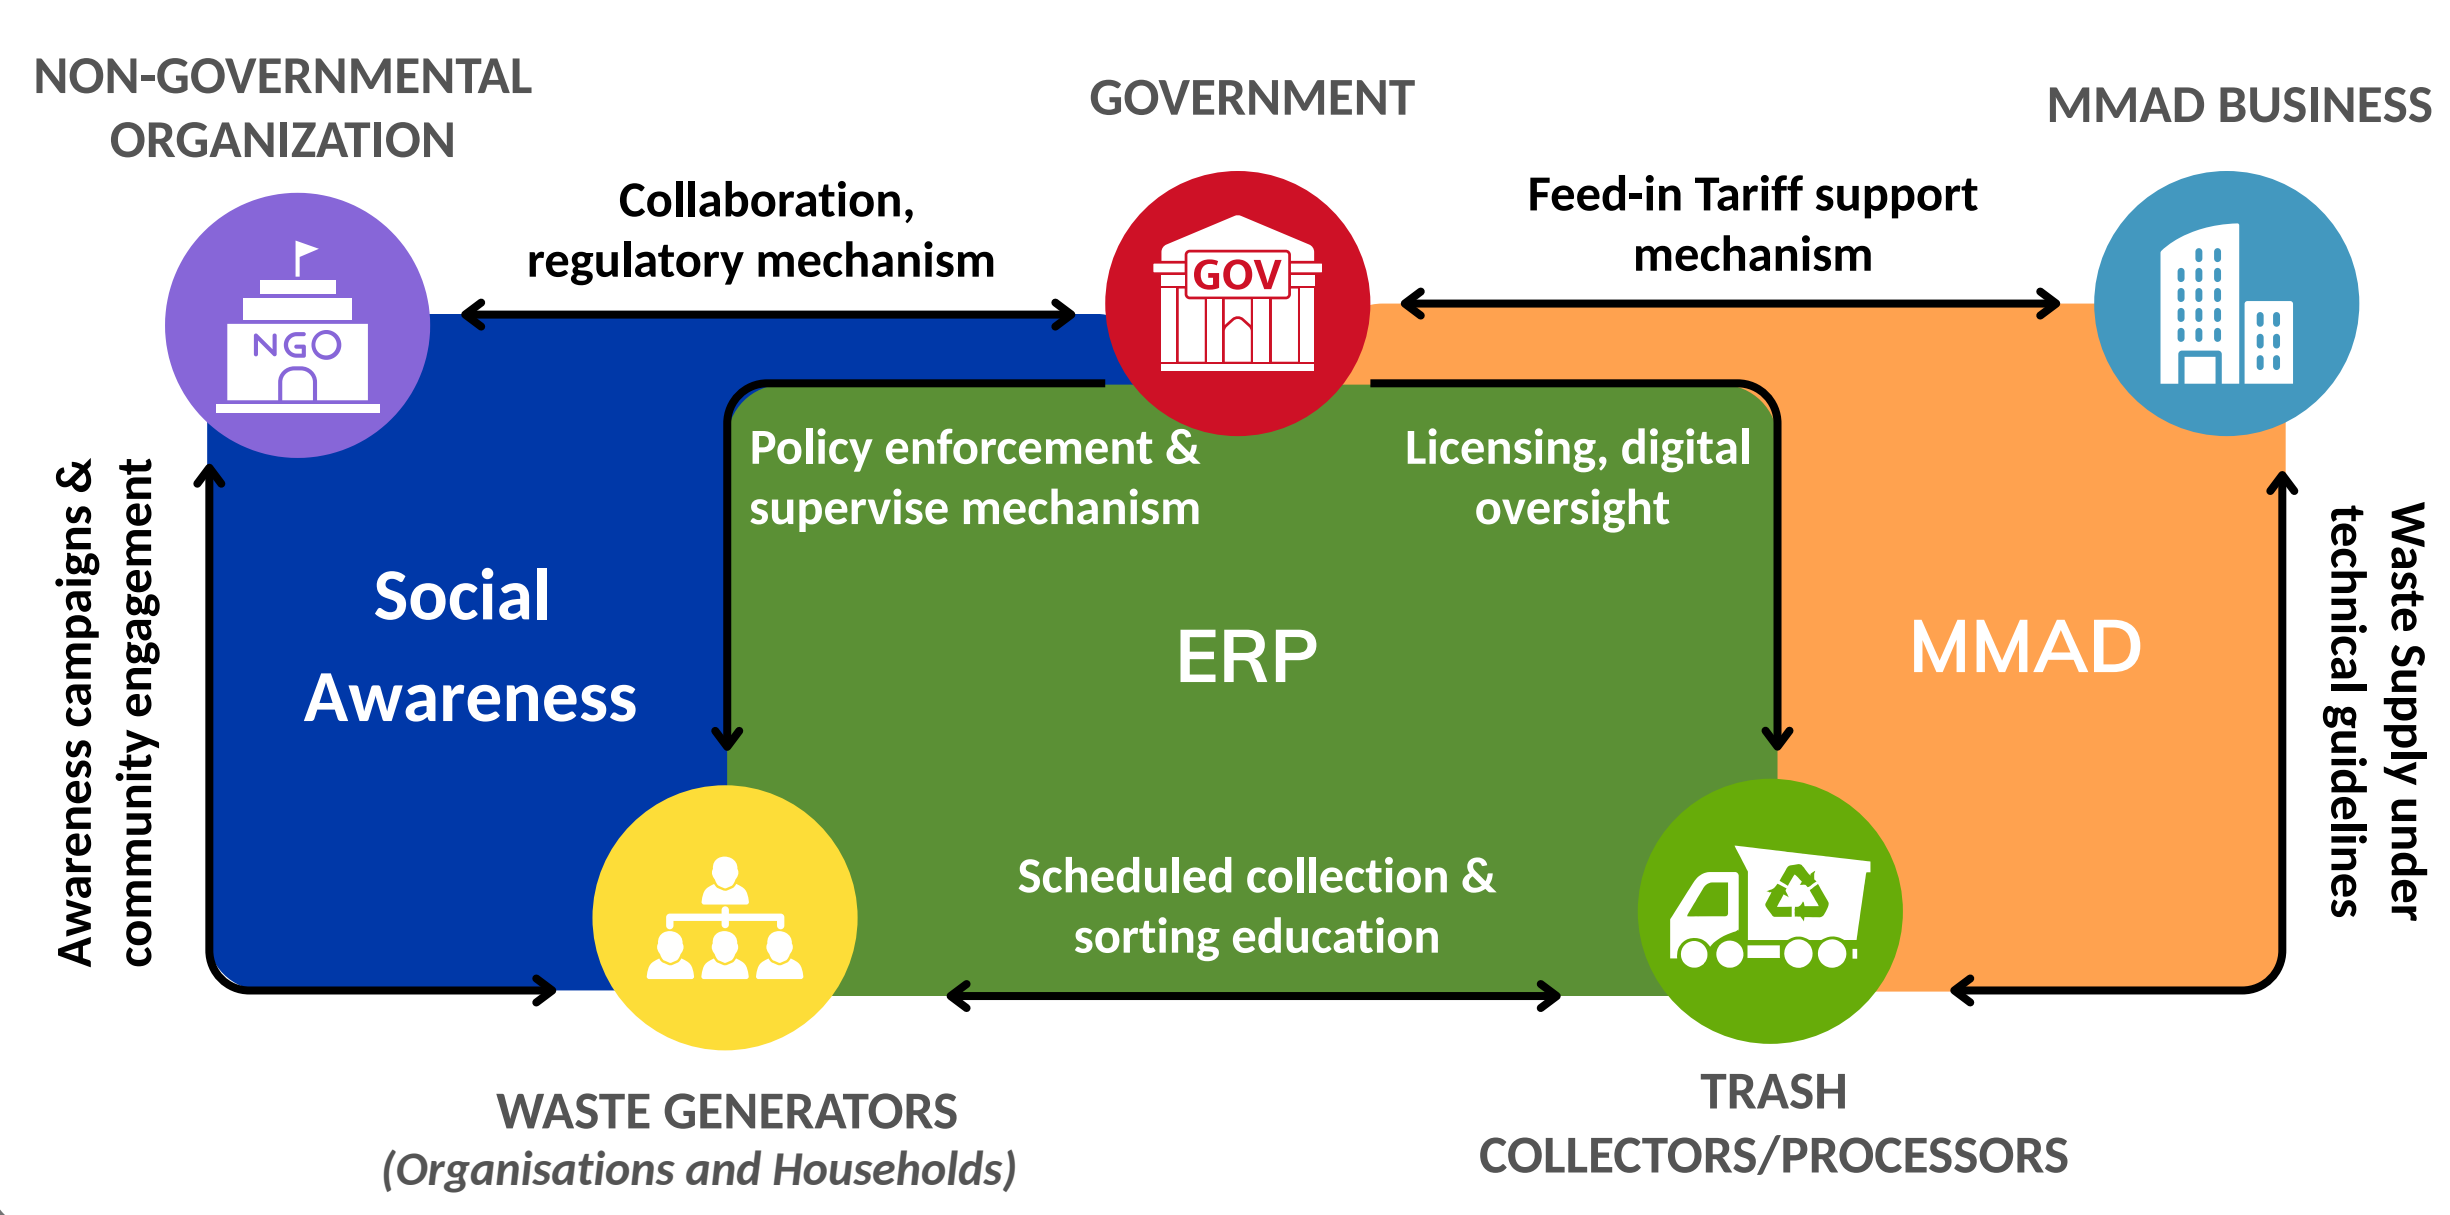 NON-GOVERNMENTAL
ORGANIZATION
GOVERNMENT
MMAD BUSINESS
Collaboration,
regulatory mechanism
Feed-in Tariff support
mechanism
NGO
GOV
Policy enforcement &
supervise mechanism
Licensing, digital
oversight
Awareness campaigns &
community engagement
Social
Awareness
ERP
MMAD
Waste Supply under
technical guidelines
Scheduled collection &
sorting education
WASTE GENERATORS
(Organisations and Households)
TRASH
COLLECTORS/PROCESSORS